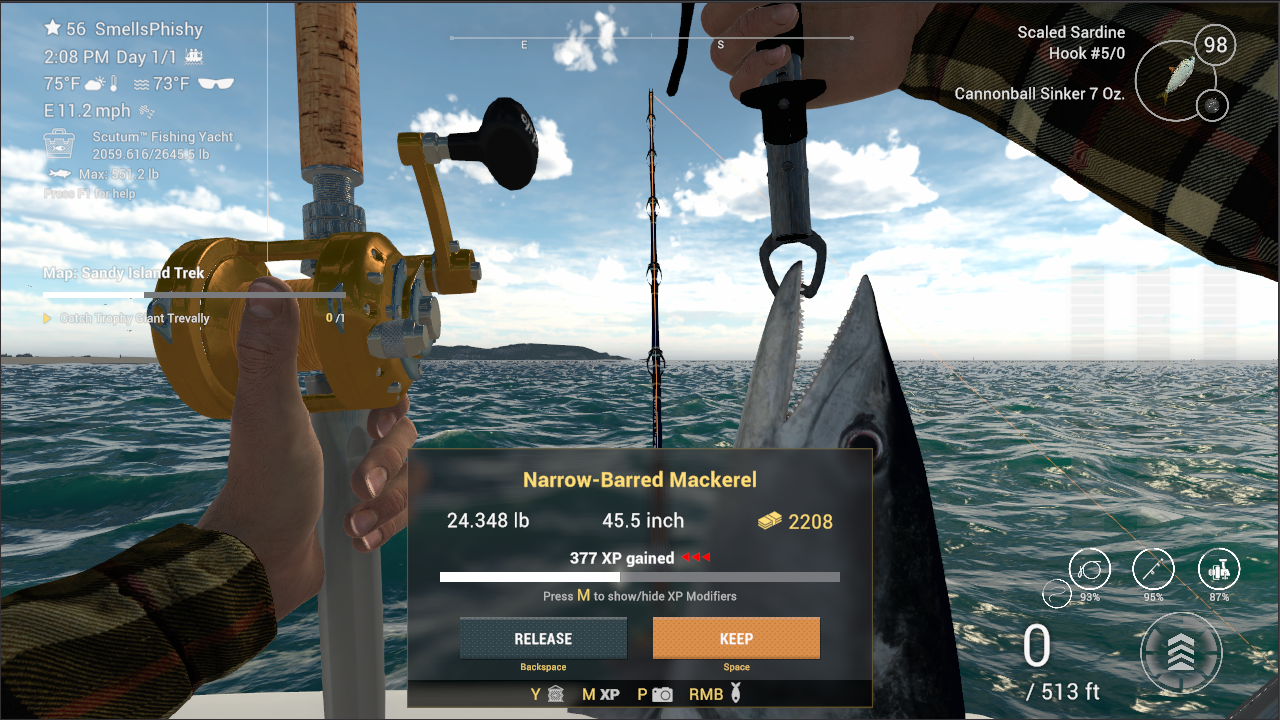 56 SmellsPhishy
2:08 PM Day 1/1
75°F 73°F
E 11.2 mph
Scutum™ Fishing Yacht
2059.616/2645.5 lb
Max: 551.2 lb
Press F1 for help
E
S
Scaled Sardine
Hook #5/0
98
Cannonball Sinker 7 Oz.
Map: Sandy Island Trek
Catch Trophy Giant Trevally 0 /1
Narrow-Barred Mackerel
24.348 lb 45.5 inch 2208
377 XP gained
Press M to show/hide XP Modifiers
RELEASE KEEP
Backspace Space
Y M XP P RMB
93% 95% 87%
0
/ 513 ft